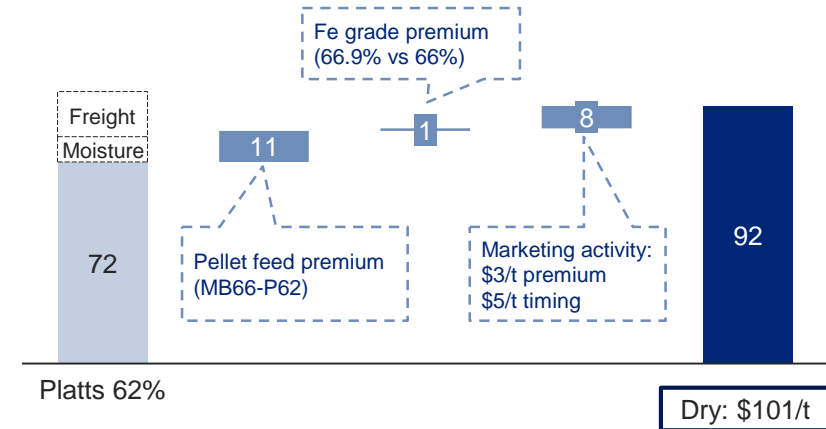 Fe grade premium
(66.9% vs 66%)
Freight
Moisture
72
11
1
8
92
Pellet feed premium
(MB66-P62)
Marketing activity:
$3/t premium
$5/t timing
Platts 62%
Dry: $101/t